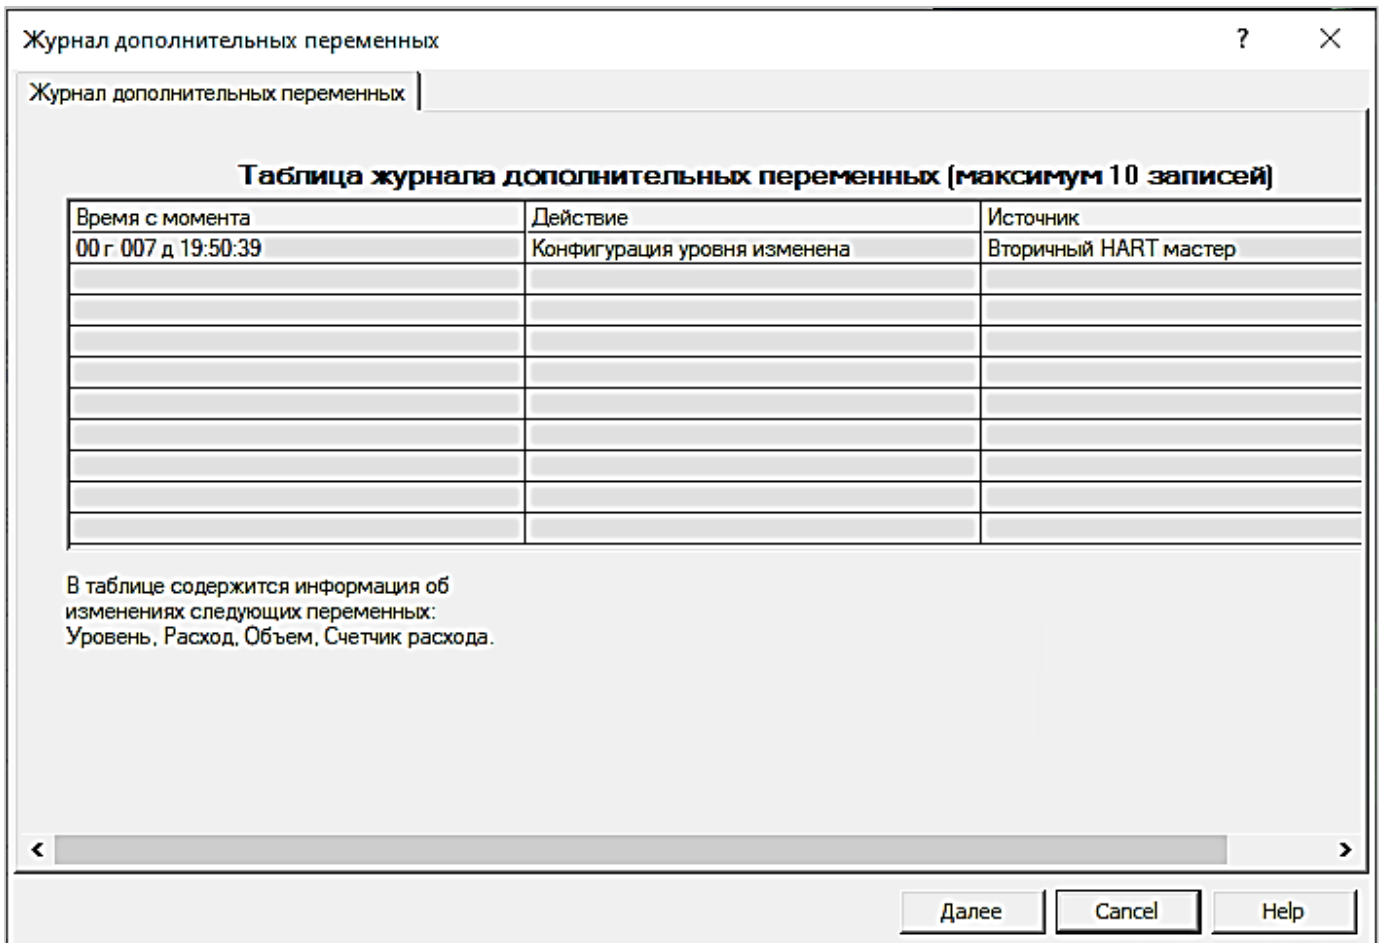 Журнал дополнительных переменных ?
Журнал дополнительных переменных
Таблица журнала дополнительных переменных (максимум 10 записей)
Время с момента Действие Источник
00 г 007 д 19:50:39 Конфигурация уровня изменена Вторичный HART мастер
В таблице содержится информация об
изменениях следующих переменных:
Уровень, Расход, Объем, Счетчик расхода.
Далее Cancel Help